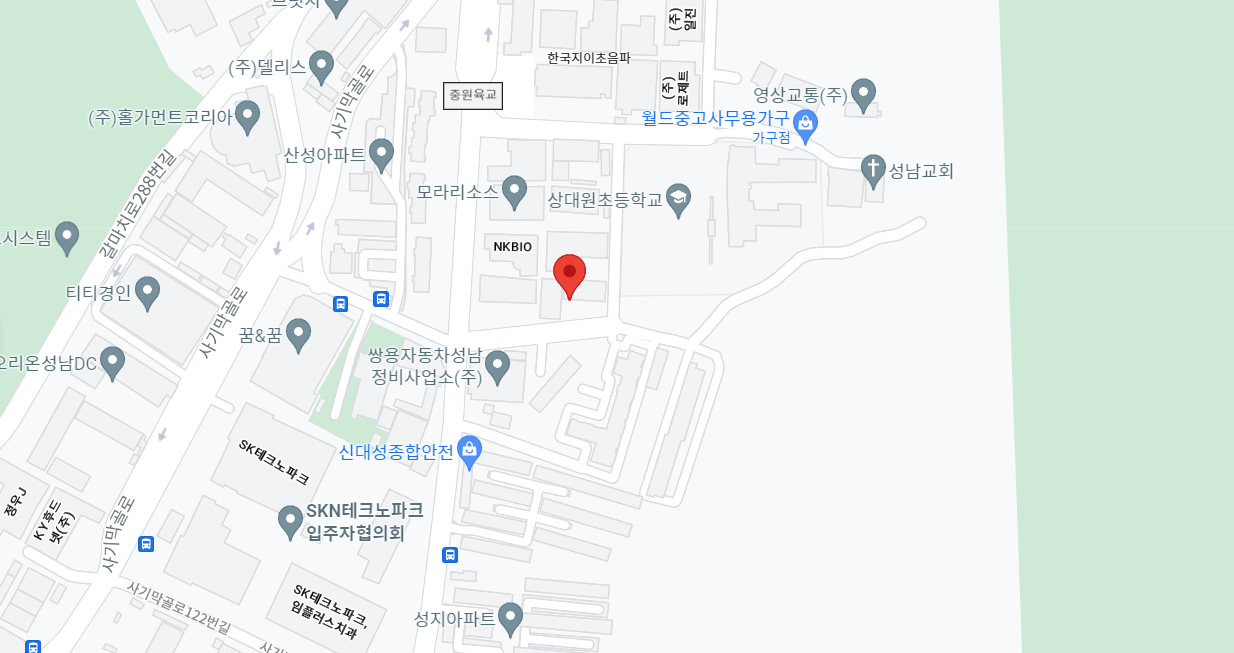 (주)
일진
한국지이초음파
(주)델리스
사기막골로
(주)
로제트
중원육교
영상교통(주)
(주)홀가먼트코리아
월드중고사무용가구
가구점
산성아파트
갈마치로288번길
모라리소스
상대원초등학교
성남교회
시스템
NKBIO
티티경인
사기막골로
꿈&꿈
오리온성남DC
쌍용자동차성남
정비사업소(주)
신대성종합안전
SK테크노파크
정우J
KY후드
넷(주)
SKN테크노파크
입주자협의회
사기막골로
사기막골로122번길
SK테크노파크,
임플러스치과
성지아파트